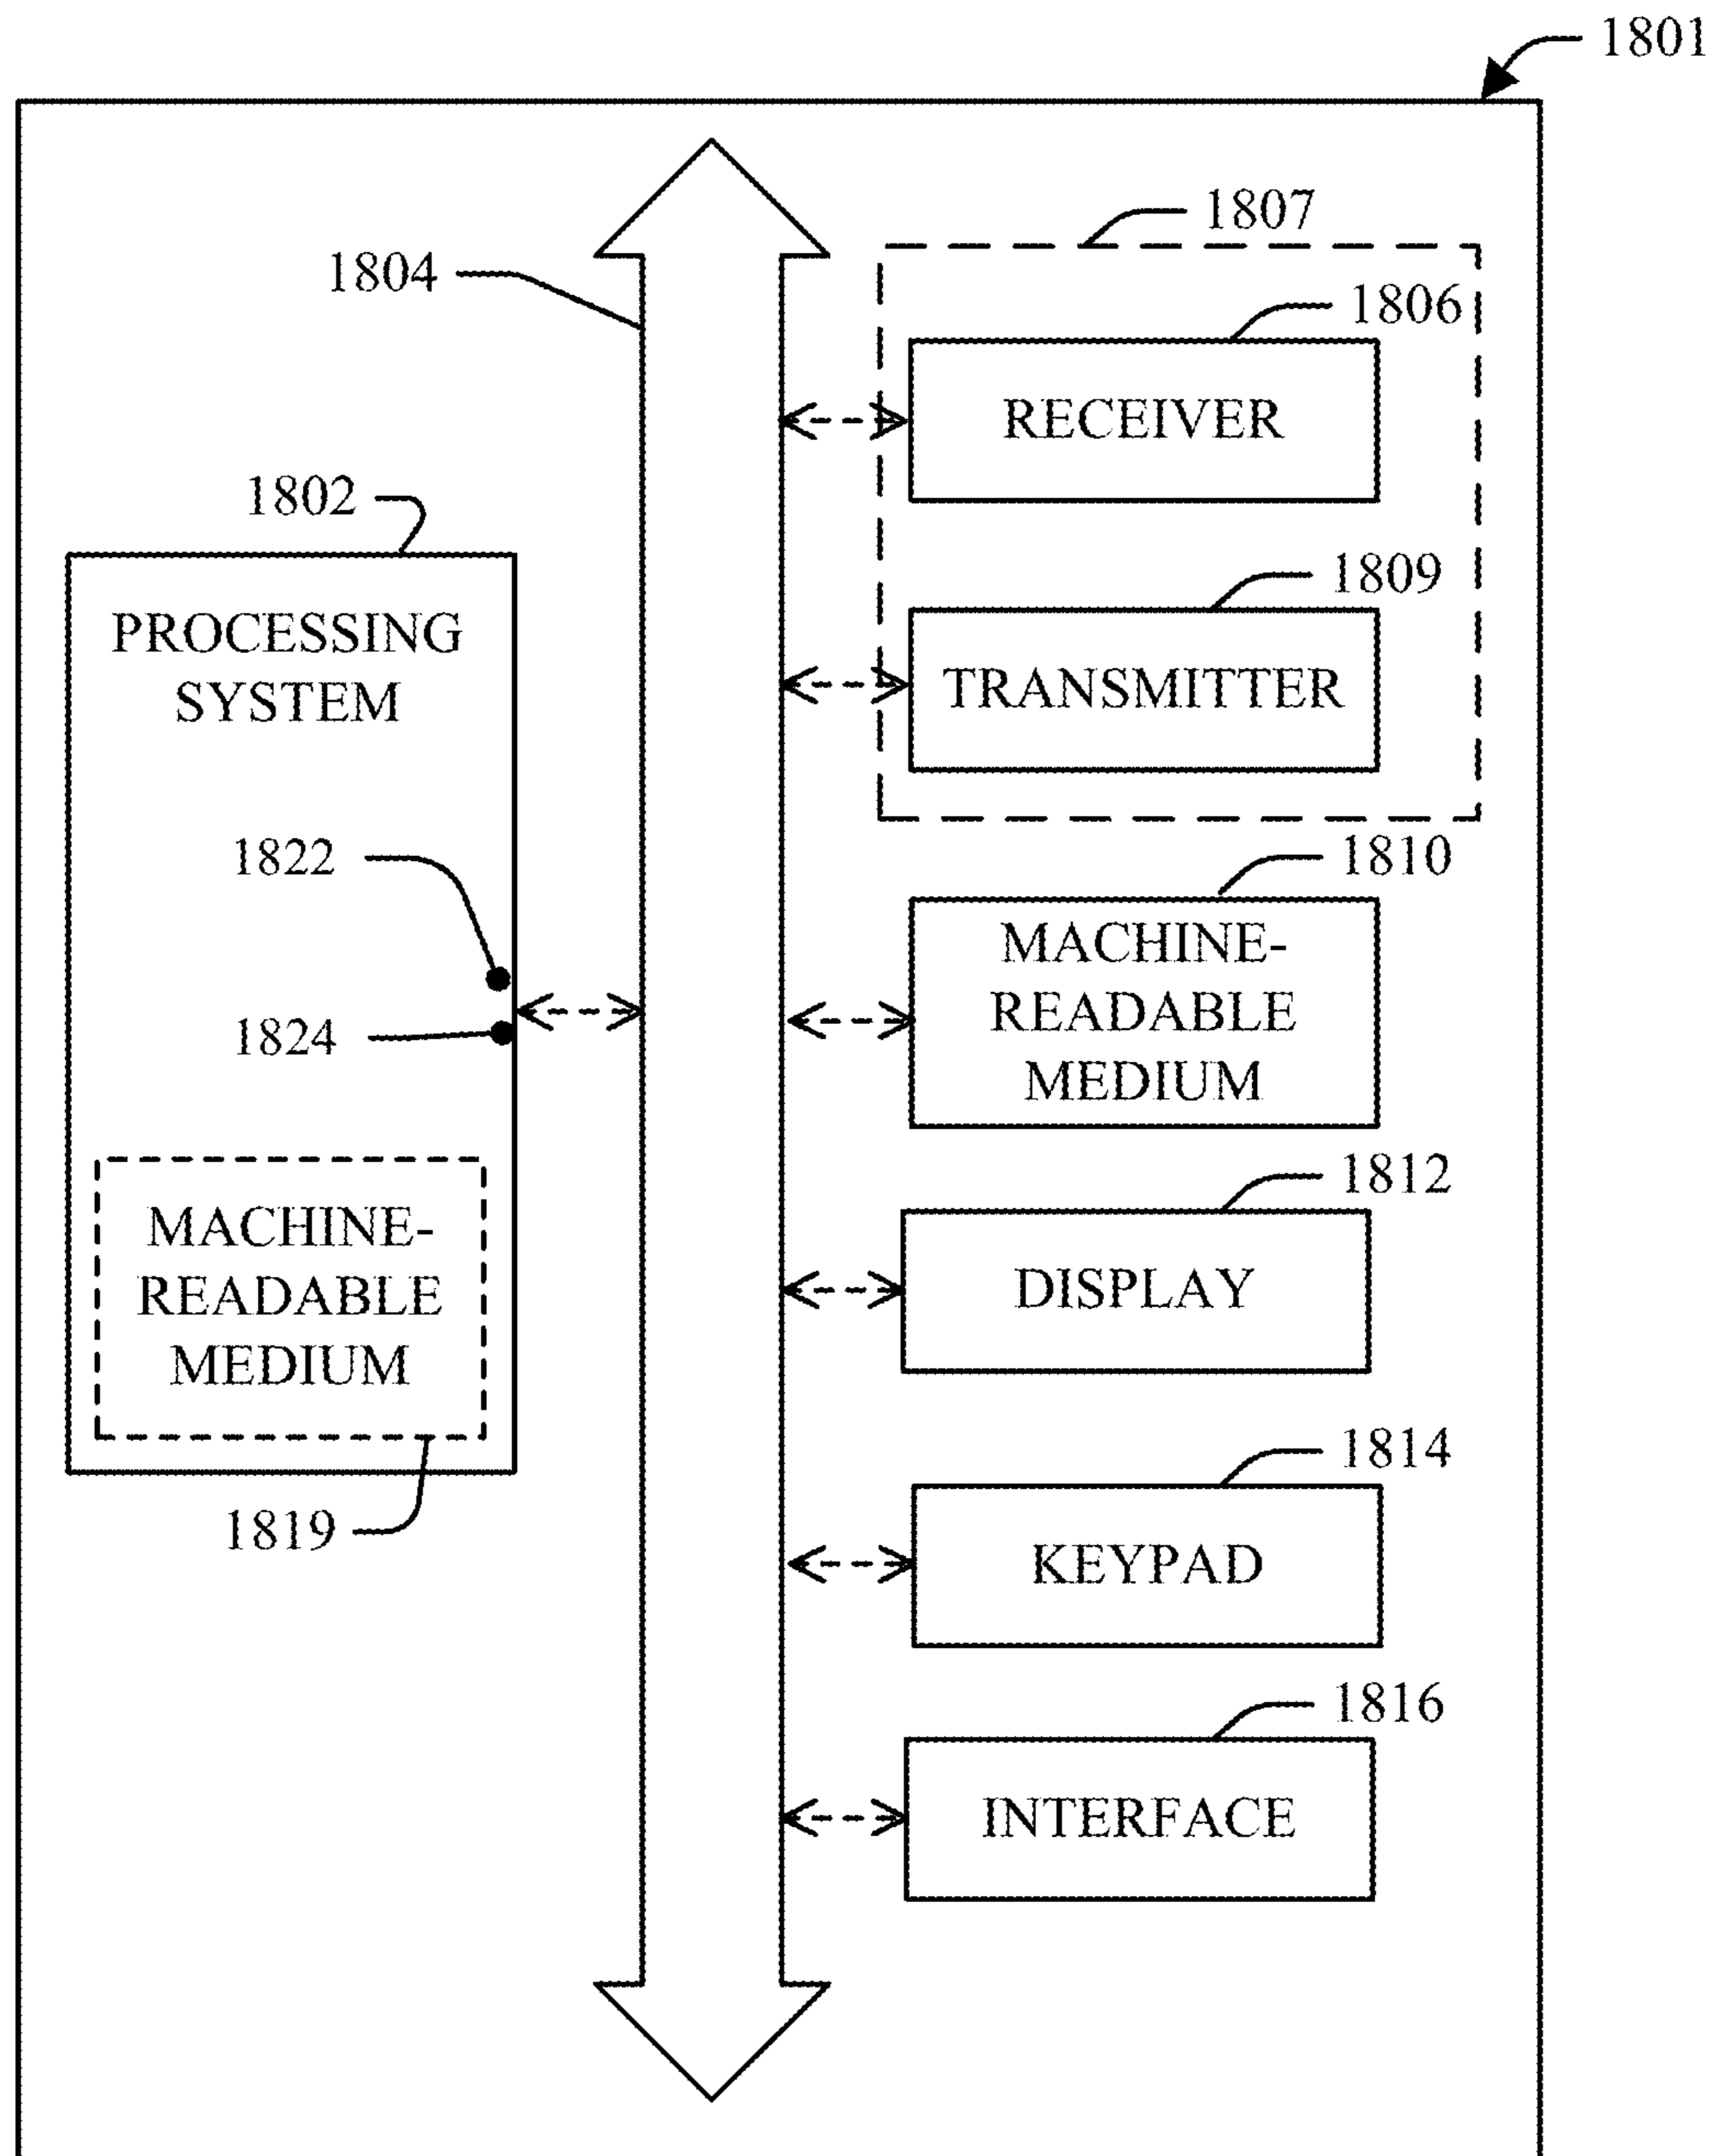 1801
1807
1804
1806
RECEIVER
1802
1809
PROCESSING
SYSTEM
TRANSMITTER
1822
1810
MACHINE-
READABLE
MEDIUM
1824
1812
MACHINE-
READABLE
MEDIUM
DISPLAY
1819
1814
KEYPAD
1816
INTERFACE